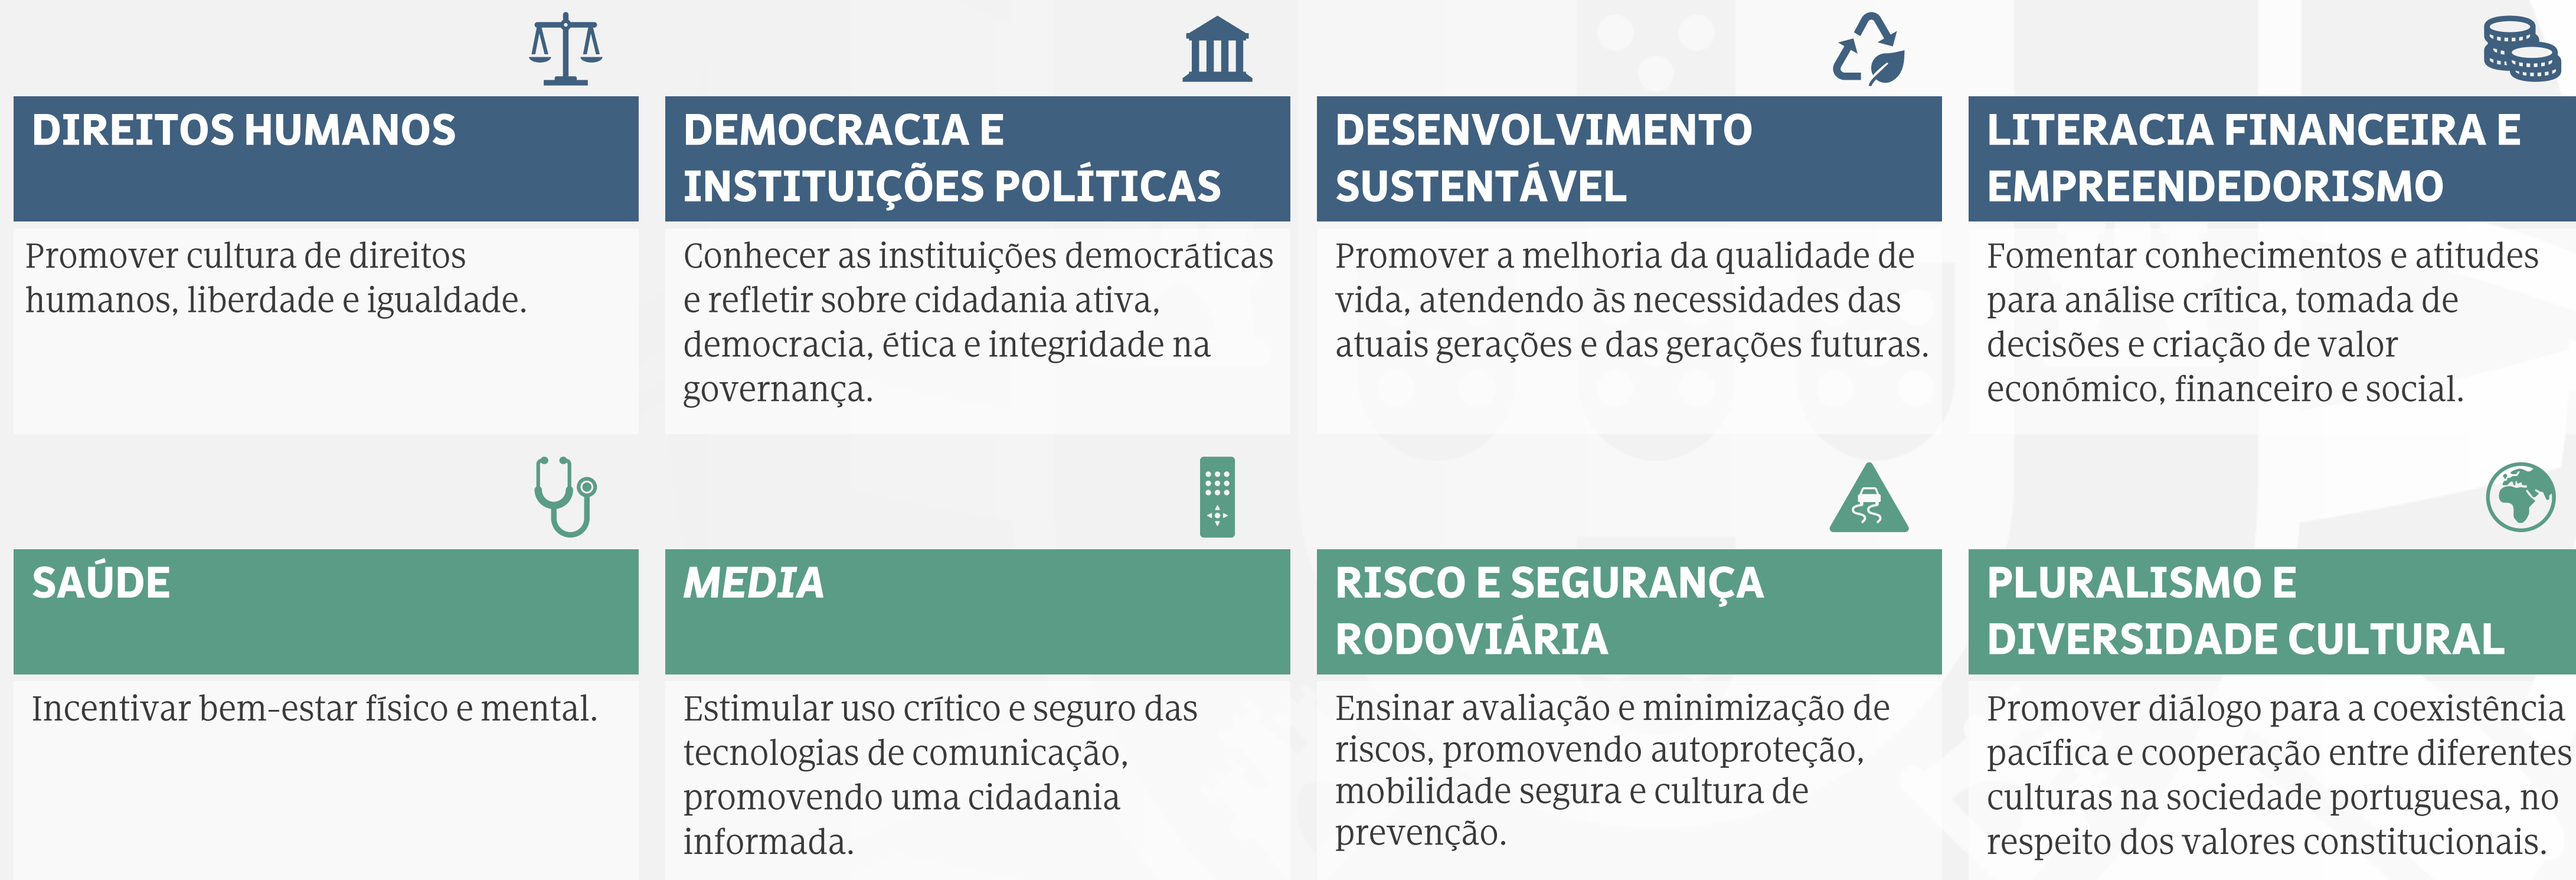 DIREITOS HUMANOS
Promover cultura de direitos
humanos, liberdade e igualdade.
DEMOCRACIA E
INSTITUIÇÕES POLÍTICAS
Conhecer as instituições democráticas
e refletir sobre cidadania ativa,
democracia, ética e integridade na
governança.
DESENVOLVIMENTO
SUSTENTÁVEL
Promover a melhoria da qualidade de
vida, atendendo às necessidades das
atuais gerações e das gerações futuras.
LITERACIA FINANCEIRA E
EMPREENDEDORISMO
Fomentar conhecimentos e atitudes
para análise crítica, tomada de
decisões e criação de valor
económico, financeiro e social.
SAÚDE
Incentivar bem-estar físico e mental.
MEDIA
Estimular uso crítico e seguro das
tecnologias de comunicação,
promovendo uma cidadania
informada.
RISCO E SEGURANÇA
RODOVIÁRIA
Ensinar avaliação e minimização de
riscos, promovendo autoproteção,
mobilidade segura e cultura de
prevenção.
PLURALISMO E
DIVERSIDADE CULTURAL
Promover diálogo para a coexistência
pacífica e cooperação entre diferentes
culturas na sociedade portuguesa, no
respeito dos valores constitucionais.